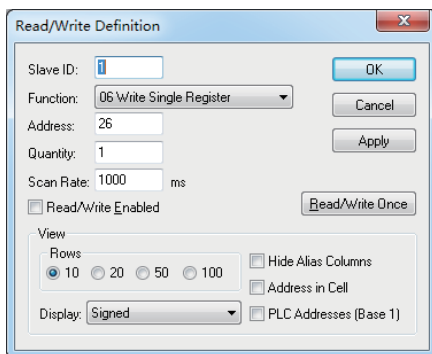 Read/Write Definition
Slave ID: 1
OK
Function: 06 Write Single Register
Cancel
Address: 26
Apply
Quantity: 1
Scan Rate: 1000 ms
Read/Write Enabled
Read/Write Once
View
Rows
10 20 50 100
Hide Alias Columns
Address in Cell
Display: Signed
PLC Addresses (Base 1)